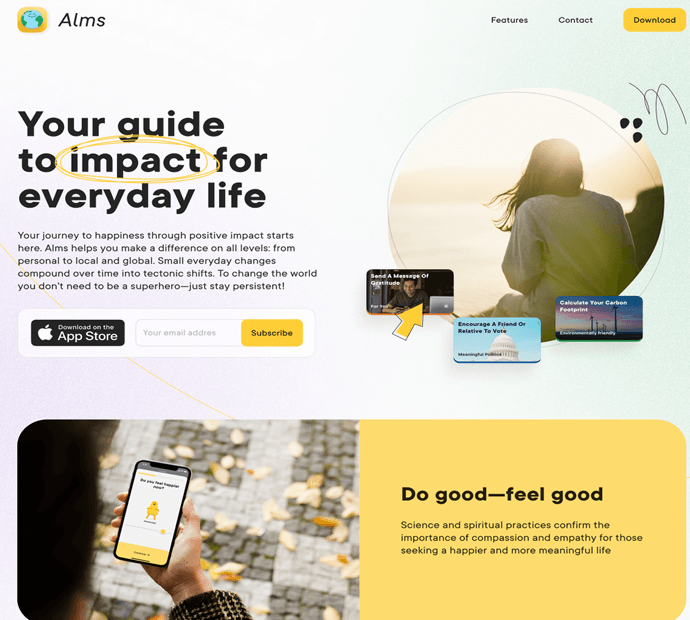 Alms
Features
Contact
Download
Your guide
to impact for
everyday life
Your journey to happiness through positive impact starts
here. Alms helps you make a difference on all levels: from
personal to local and global. Small everyday changes
compound over time into tectonic shifts. To change the world
you don't need to be a superhero—just stay persistent!
Download on the
App Store
Your email addres
Subscribe
Send A Message Of
Gratitude
For You
Encourage A Friend Or
Relative To Vote
Meaningful Politics
Calculate Your Carbon
Footprint
Environmentally friendly
Do you feel happier
now?
Do good—feel good
Science and spiritual practices confirm the
importance of compassion and empathy for those
seeking a happier and more meaningful life